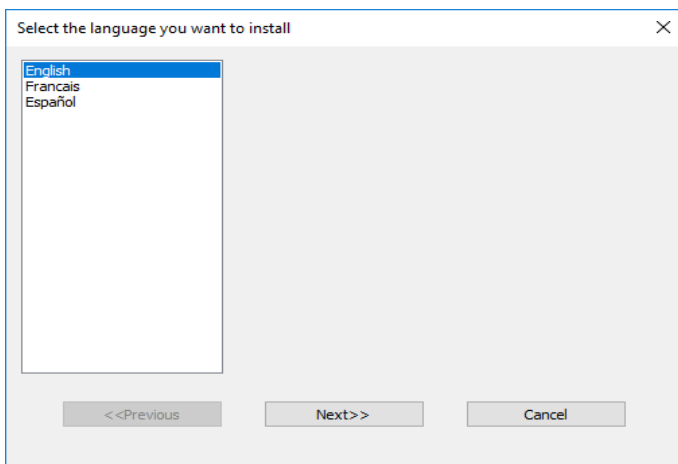 Select the language you want to install
English
Francais
Español
<<Previous
Next>>
Cancel